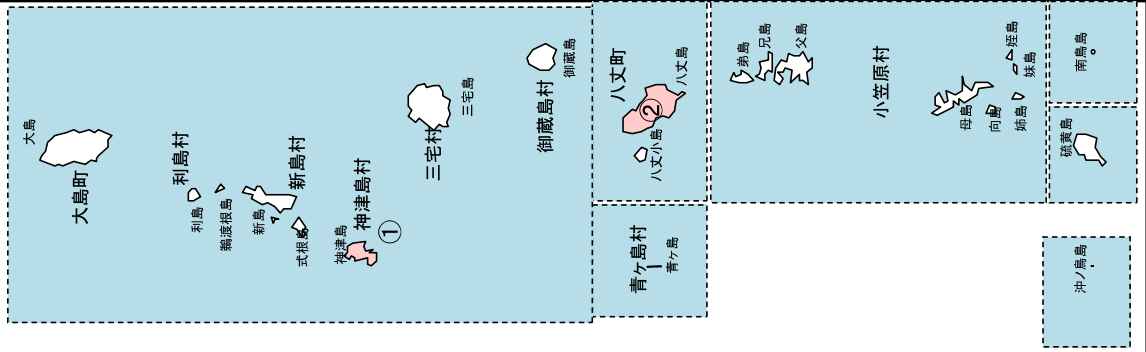 大島
大島町
利島村
利島
鵜渡根島
新島村
新島
式根島
神津島村
神津島
①
三宅島
三宅村
御蔵島
御蔵島村
八丈町
八丈島
②
八丈小島
青ヶ島村
青ヶ島
弟島
兄島
父島
小笠原村
母島
向島
姉島
姪島
妹島
南鳥島
硫黄島
沖ノ鳥島